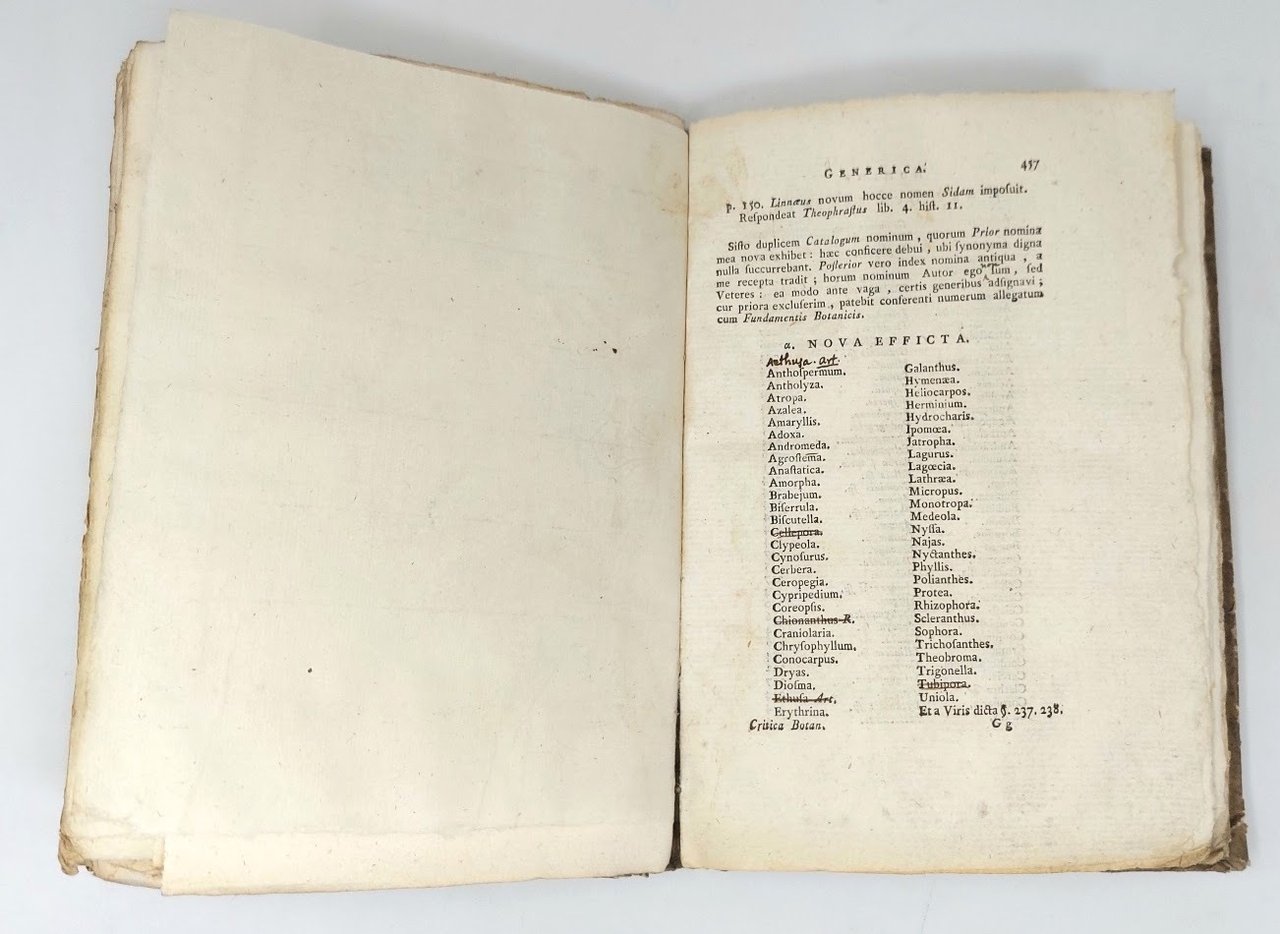 GENERICA. 457
p. 150. Linnæus novum hocce nomen Sidam impoſuit.
Reſpondeat Theophraſtus lib. 4. hiſt. 11.
Siſto duplicem Catalogum nominum, quorum Prior nomina
mea nova exhibet: hæc conficere debui, ubi ſynonyma digna
nulla ſuccurrebant. Poſterior vero index nomina antiqua, a
me recepta tradit; horum nominum Autor ego ſum, ſed
Veteres: ea modo ante vaga, certis generibus adſignavi;
cur priora excluſerim, patebit conferenti numerum allegatum
cum Fundamentis Botanicis.
α. NOVA EFFICTA.
Aethuſa. Art.
Anthoſpermum.
Antholyza.
Atropa.
Azalea.
Amaryllis.
Adoxa.
Andromeda.
Agroſtema.
Anaſtatica.
Amorpha.
Brabejum.
Biſerrula.
Biſcutella.
Cellepora.
Clypeola.
Cynoſurus.
Cerbera.
Ceropegia.
Cypripedium.
Coreopſis.
Chionanthus R.
Craniolaria.
Chryſophyllum.
Conocarpus.
Dryas.
Dioſma.
Ethuſa Art.
Erythrina.
Galanthus.
Hymenæa.
Heliocarpos.
Herminium.
Hydrocharis.
Ipomœa.
Jatropha.
Lagurus.
Lagœcia.
Lathræa.
Micropus.
Monotropa.
Medeola.
Nyſſa.
Najas.
Nyctanthes.
Phyllis.
Polianthes.
Protea.
Rhizophora.
Scleranthus.
Sophora.
Trichoſanthes.
Theobroma.
Trigonella.
Tubipora.
Uniola.
Et a Viris dicta §. 237. 238.
Critica Botan. G g